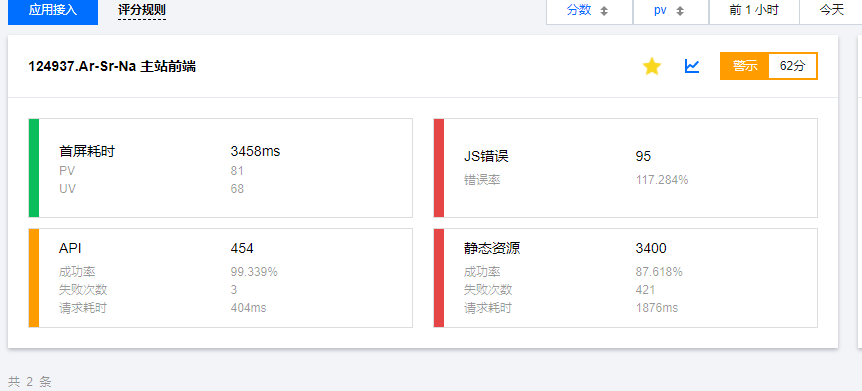 应用接入 评分规则 分数 pv 前 1 小时 今天
124937.Ar-Sr-Na 主站前端 警示 62分
首屏耗时 3458ms
PV 81
UV 68
JS错误 95
错误率 117.284%
API 454
成功率 99.339%
失败次数 3
请求耗时 404ms
静态资源 3400
成功率 87.618%
失败次数 421
请求耗时 1876ms
共 2 条